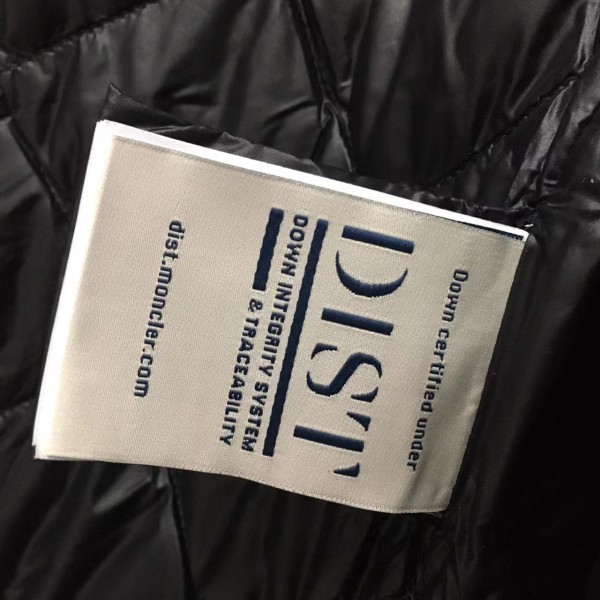 Down certified under
DIST
DOWN INTEGRITY SYSTEM
& TRACEABILITY
dist.moncler.com